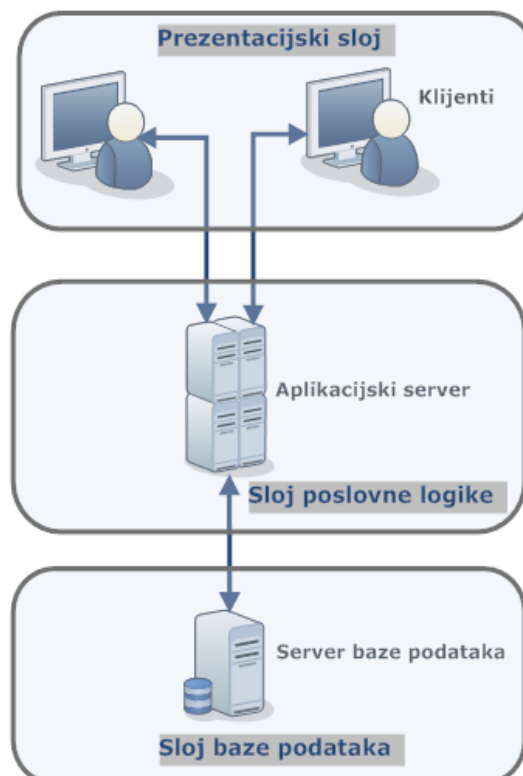 Prezentacijski sloj
Klijenti
Aplikacijski server
Sloj poslovne logike
Server baze podataka
Sloj baze podataka